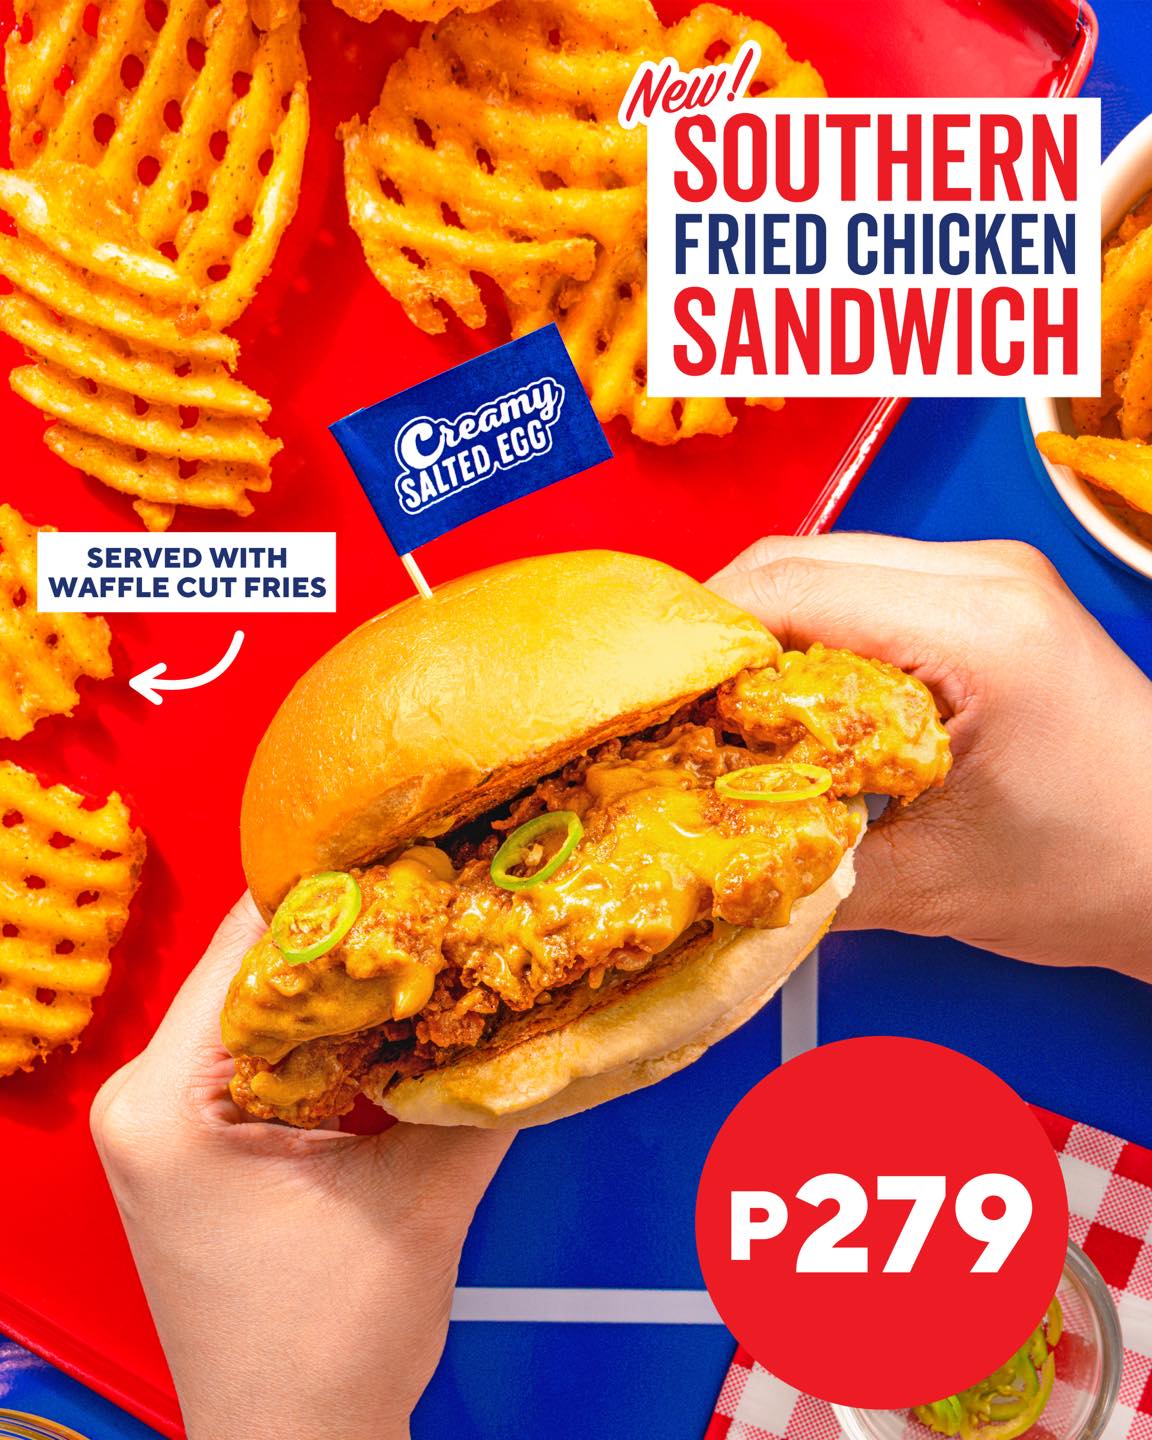 New!
SOUTHERN
FRIED CHICKEN
SANDWICH
Creamy
SALTED EGG
SERVED WITH
WAFFLE CUT FRIES
P279